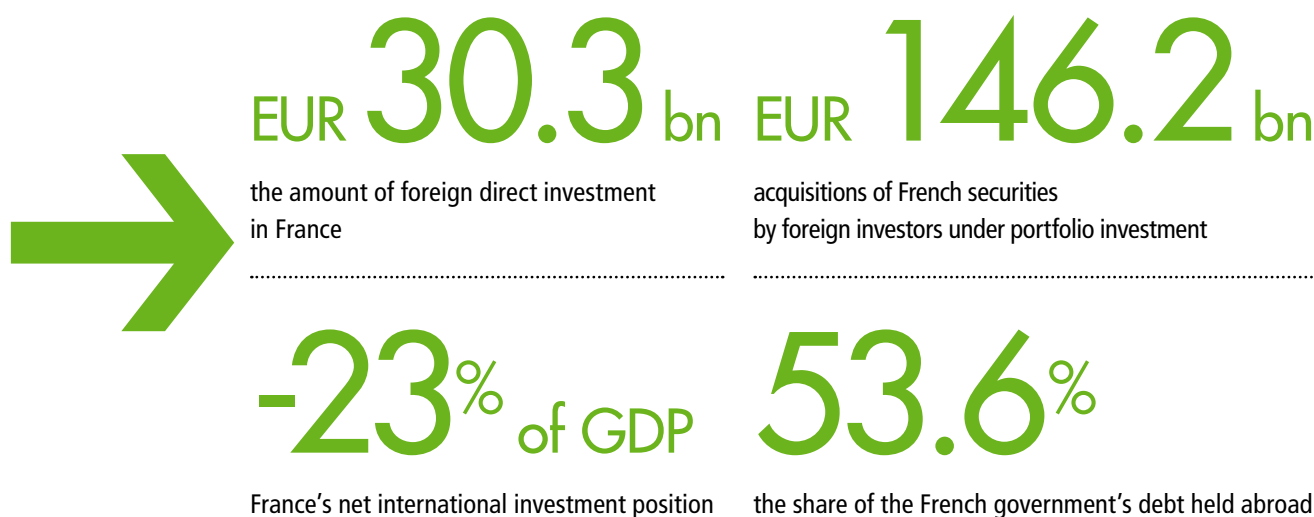 EUR 30.3 bn
the amount of foreign direct investment
in France
EUR 146.2 bn
acquisitions of French securities
by foreign investors under portfolio investment
-23% of GDP
France’s net international investment position
53.6%
the share of the French government’s debt held abroad